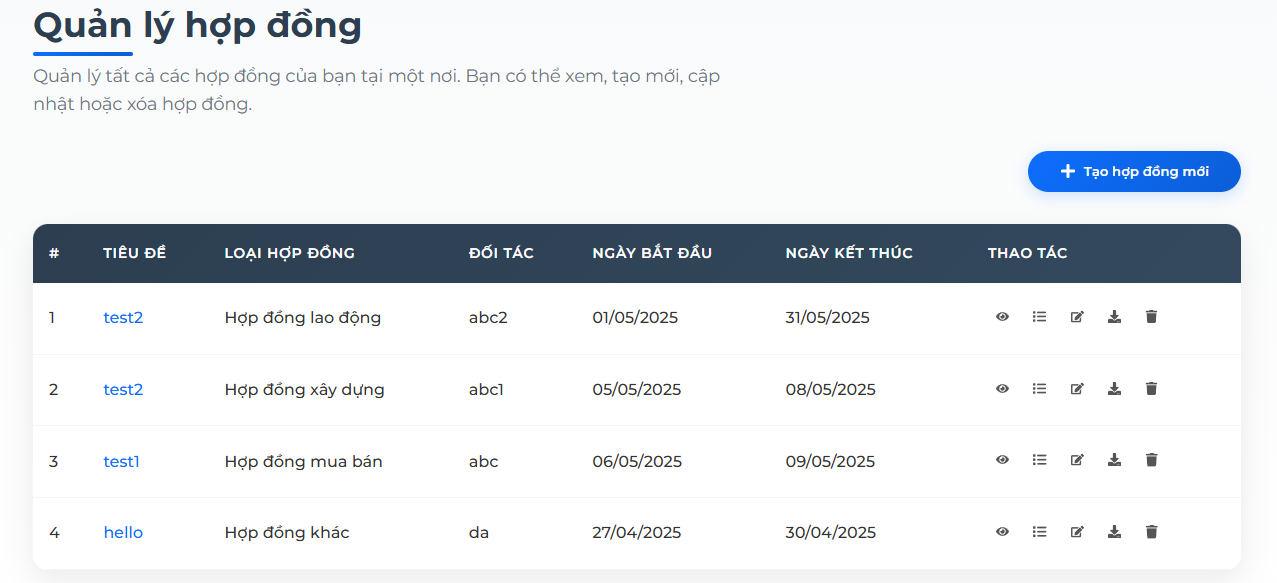 Quản lý hợp đồng
Quản lý tất cả các hợp đồng của bạn tại một nơi. Bạn có thể xem, tạo mới, cập
nhật hoặc xóa hợp đồng.
Tạo hợp đồng mới
# TIÊU ĐỀ LOẠI HỢP ĐỒNG ĐỐI TÁC NGÀY BẮT ĐẦU NGÀY KẾT THÚC THAO TÁC
1 test2 Hợp đồng lao động abc2 01/05/2025 31/05/2025
2 test2 Hợp đồng xây dựng abc1 05/05/2025 08/05/2025
3 test1 Hợp đồng mua bán abc 06/05/2025 09/05/2025
4 hello Hợp đồng khác da 27/04/2025 30/04/2025